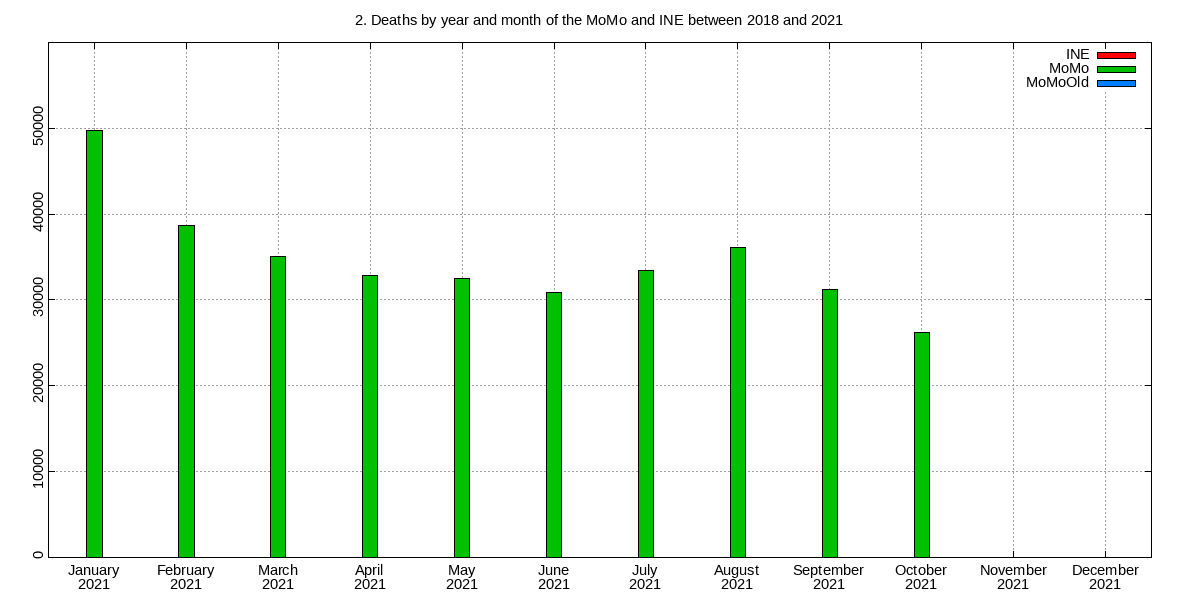 2. Deaths by year and month of the MoMo and INE between 2018 and 2021
INE
MoMo
MoMoOld
50000
40000
30000
20000
10000
0
January February March April May June July August September October November December
2021 2021 2021 2021 2021 2021 2021 2021 2021 2021 2021 2021